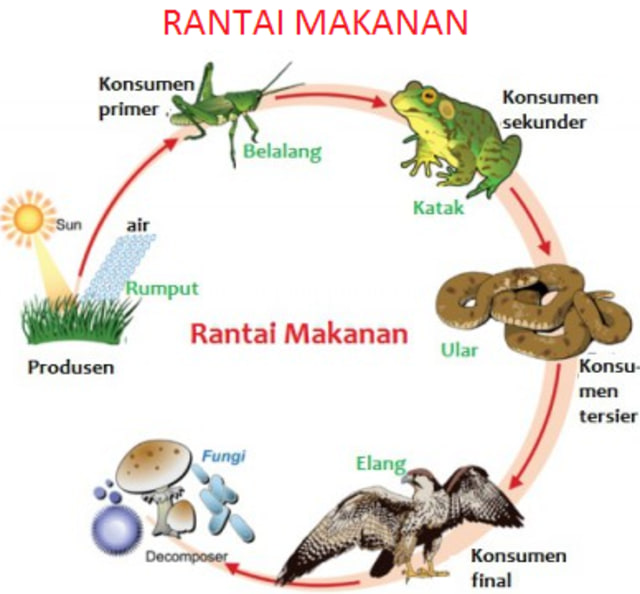 RANTAI MAKANAN
Konsumen
primer
Belalang
Konsumen
sekunder
Katak
Sun
air
Rumput
Produsen
Rantai Makanan
Ular
Konsu-
men
tersier
Elang
Konsumen
final
Fungi
Decomposer